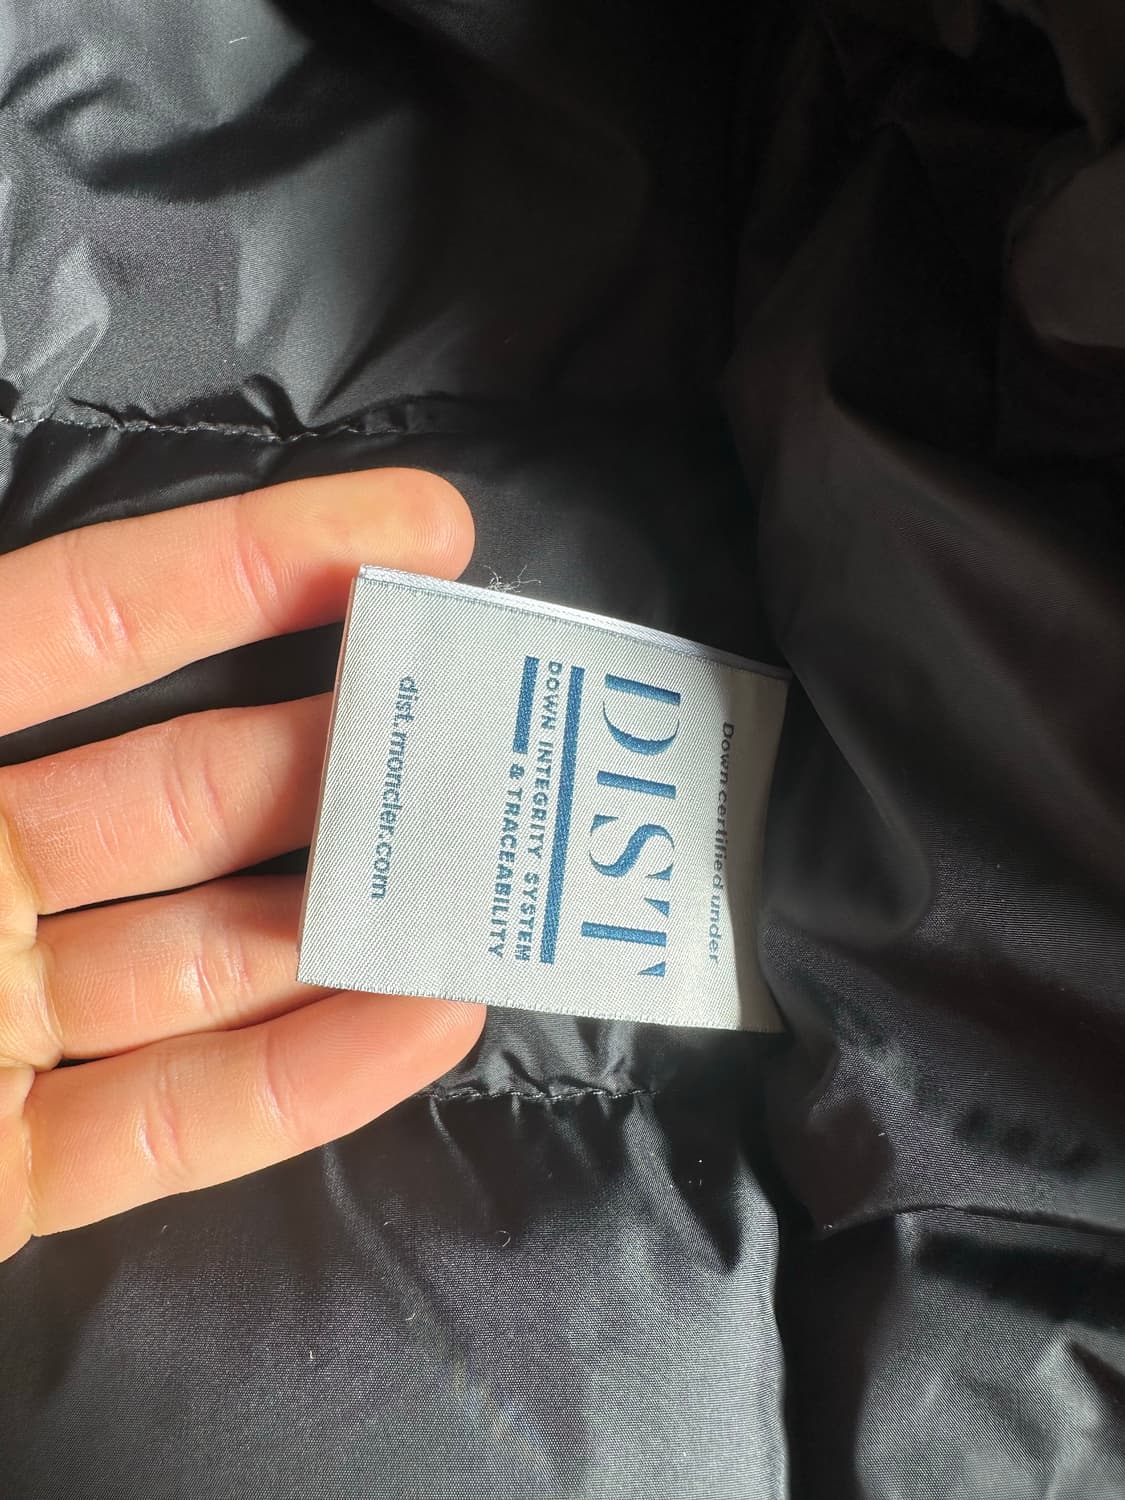 Down certified under
DIST
DOWN INTEGRITY SYSTEM
& TRACEABILITY
dist.moncler.com